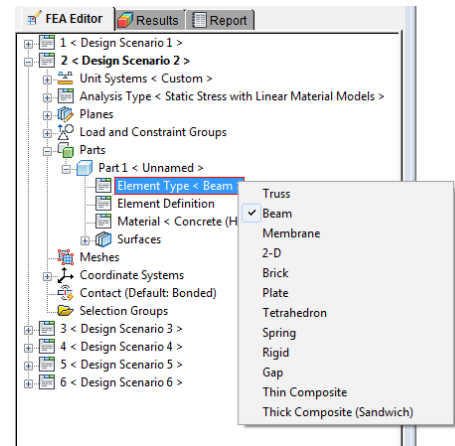 FEA Editor Results Report
1 < Design Scenario 1 >
2 < Design Scenario 2 >
Unit Systems < Custom >
Analysis Type < Static Stress with Linear Material Models >
Planes
Load and Constraint Groups
Parts
Part 1 < Unnamed >
Element Type < Beam >
Element Definition
Material < Concrete (H
Surfaces
Meshes
Coordinate Systems
Contact (Default: Bonded)
Selection Groups
3 < Design Scenario 3 >
4 < Design Scenario 4 >
5 < Design Scenario 5 >
6 < Design Scenario 6 >
Truss
Beam
Membrane
2-D
Brick
Plate
Tetrahedron
Spring
Rigid
Gap
Thin Composite
Thick Composite (Sandwich)